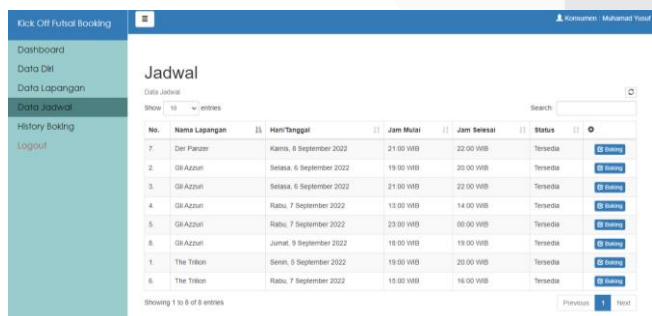 Kick Off Futsal Booking
Konsumen : Muhamad Yusuf
Dashboard
Data Diri
Data Lapangan
Data Jadwal
History Boking
Logout
Jadwal
Data Jadwal
Show 10 entries
Search:
No. Nama Lapangan Hari/Tanggal Jam Mulai Jam Selesai Status
7. Der Panzer Kamis, 8 September 2022 21:00 WIB 22:00 WIB Tersedia Boking
2. Gli Azzuri Selasa, 6 September 2022 19:00 WIB 20:00 WIB Tersedia Boking
3. Gli Azzuri Selasa, 6 September 2022 21:00 WIB 22:00 WIB Tersedia Boking
4. Gli Azzuri Rabu, 7 September 2022 13:00 WIB 14:00 WIB Tersedia Boking
5. Gli Azzuri Rabu, 7 September 2022 23:00 WIB 00:00 WIB Tersedia Boking
8. Gli Azzuri Jumat, 9 September 2022 18:00 WIB 19:00 WIB Tersedia Boking
1. The Trilion Senin, 5 September 2022 19:00 WIB 20:00 WIB Tersedia Boking
6. The Trilion Rabu, 7 September 2022 15:00 WIB 16:00 WIB Tersedia Boking
Showing 1 to 8 of 8 entries
Previous 1 Next